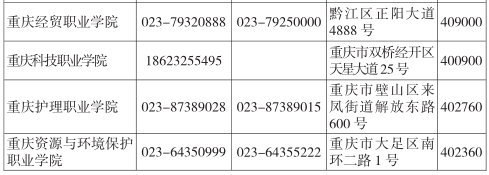 重庆经贸职业学院 023-79320888 023-79250000 黔江区正阳大道4888号 409000
重庆科技职业学院 18623255495 重庆市双桥经开区天星大道25号 400900
重庆护理职业学院 023-87389028 023-87389015 重庆市璧山区来凤街道解放东路600号 402760
重庆资源与环境保护职业学院 023-64350999 023-64355222 重庆市大足区南环二路1号 402360